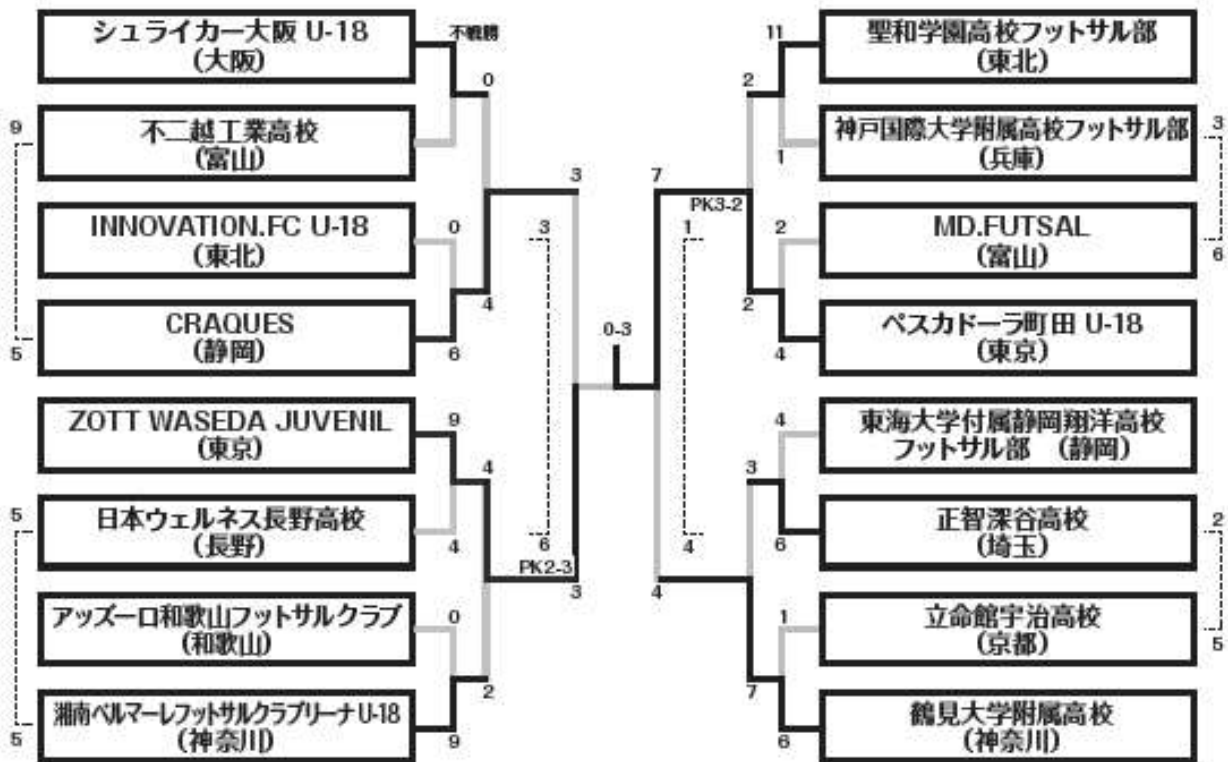 シュライカー大阪 U-18
(大阪)
不戦勝
0
9
不二越工業高校
(富山)
3
INNOVATION.FC U-18
(東北)
0
3
4
CRAQUES
(静岡)
5
6
ZOTT WASEDA JUVENIL
(東京)
9
4
5
日本ウェルネス長野高校
(長野)
4
6
PK2-3
3
アッズーロ和歌山フットサルクラブ
(和歌山)
0
2
湘南ベルマーレフットサルクラブリーナ U-18
(神奈川)
5
9
0-3
11
聖和学園高校フットサル部
(東北)
2
神戸国際大学附属高校フットサル部
(兵庫)
3
1
7
PK3-2
1
2
MD.FUTSAL
(富山)
6
2
ペスカドーラ町田 U-18
(東京)
4
4
東海大学付属静岡翔洋高校
フットサル部 (静岡)
3
正智深谷高校
(埼玉)
2
6
4
4
1
立命館宇治高校
(京都)
5
7
鶴見大学附属高校
(神奈川)
6